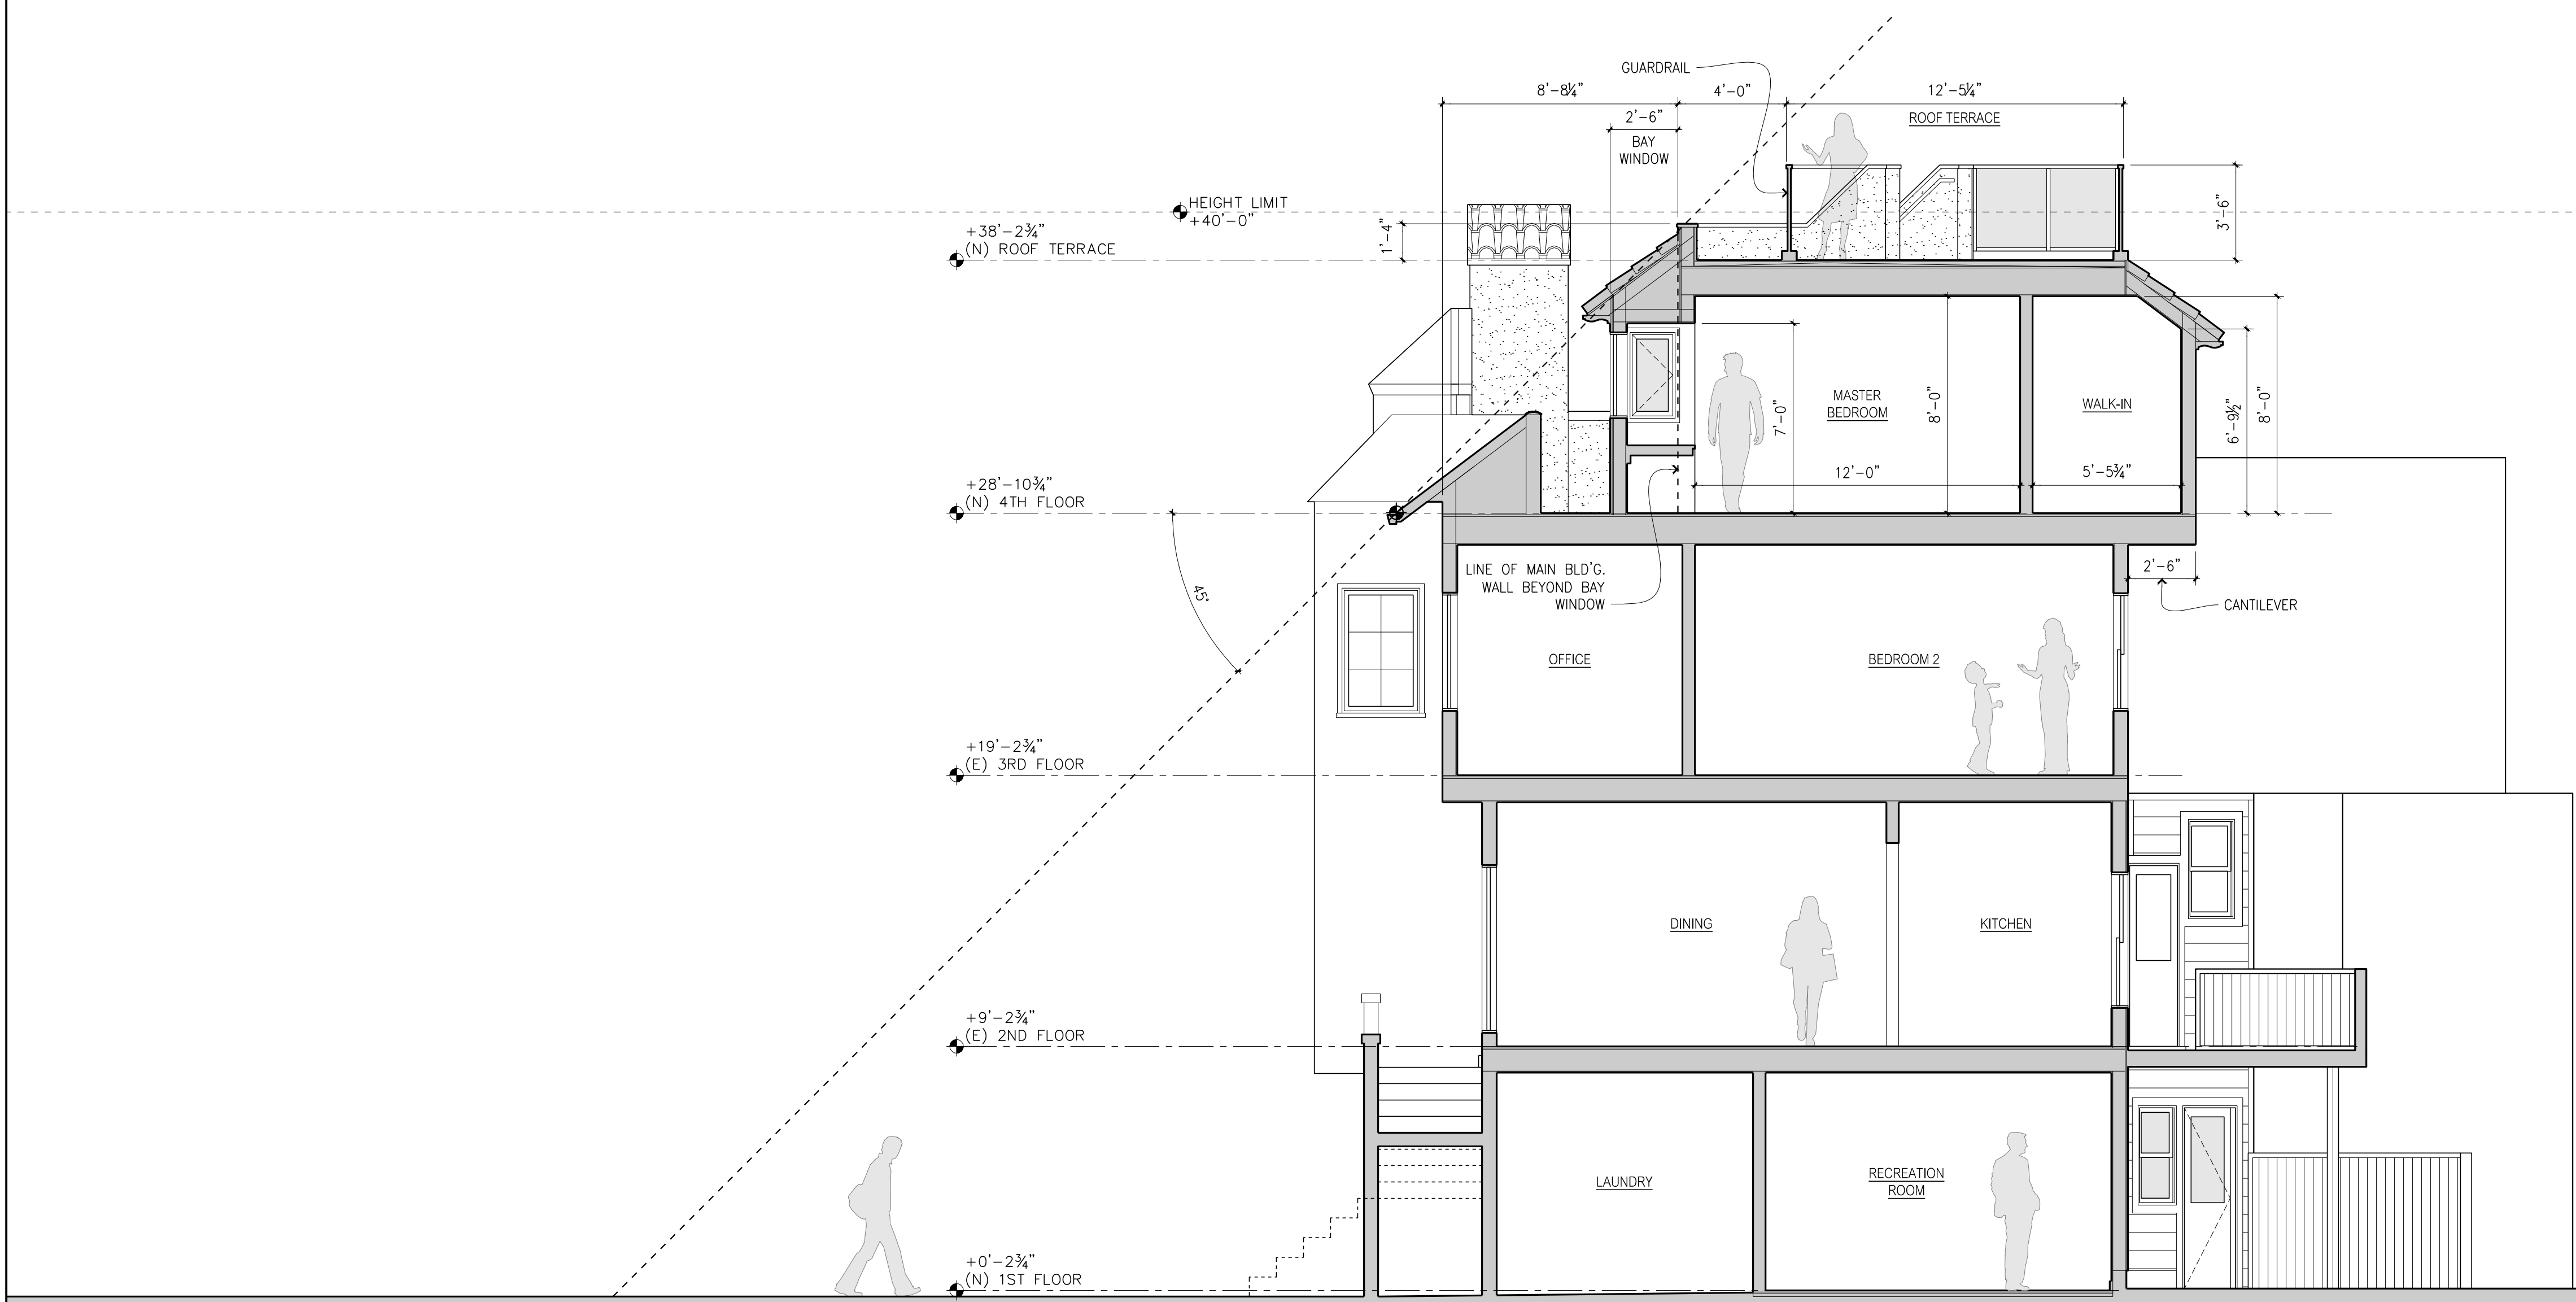 GUARDRAIL
8'-8¼"
4'-0"
12'-5¼"
ROOF TERRACE
2'-6"
BAY
WINDOW
HEIGHT LIMIT
+40'-0"
1'-4"
3'-6"
+38'-2¾"
(N) ROOF TERRACE
MASTER
BEDROOM
WALK-IN
7'-0"
8'-0"
6'-9½"
8'-0"
12'-0"
5'-5¾"
+28'-10¾"
(N) 4TH FLOOR
45°
LINE OF MAIN BLD'G.
WALL BEYOND BAY
WINDOW
2'-6"
CANTILEVER
OFFICE
BEDROOM 2
+19'-2¾"
(E) 3RD FLOOR
DINING
KITCHEN
+9'-2¾"
(E) 2ND FLOOR
LAUNDRY
RECREATION
ROOM
+0'-2¾"
(N) 1ST FLOOR